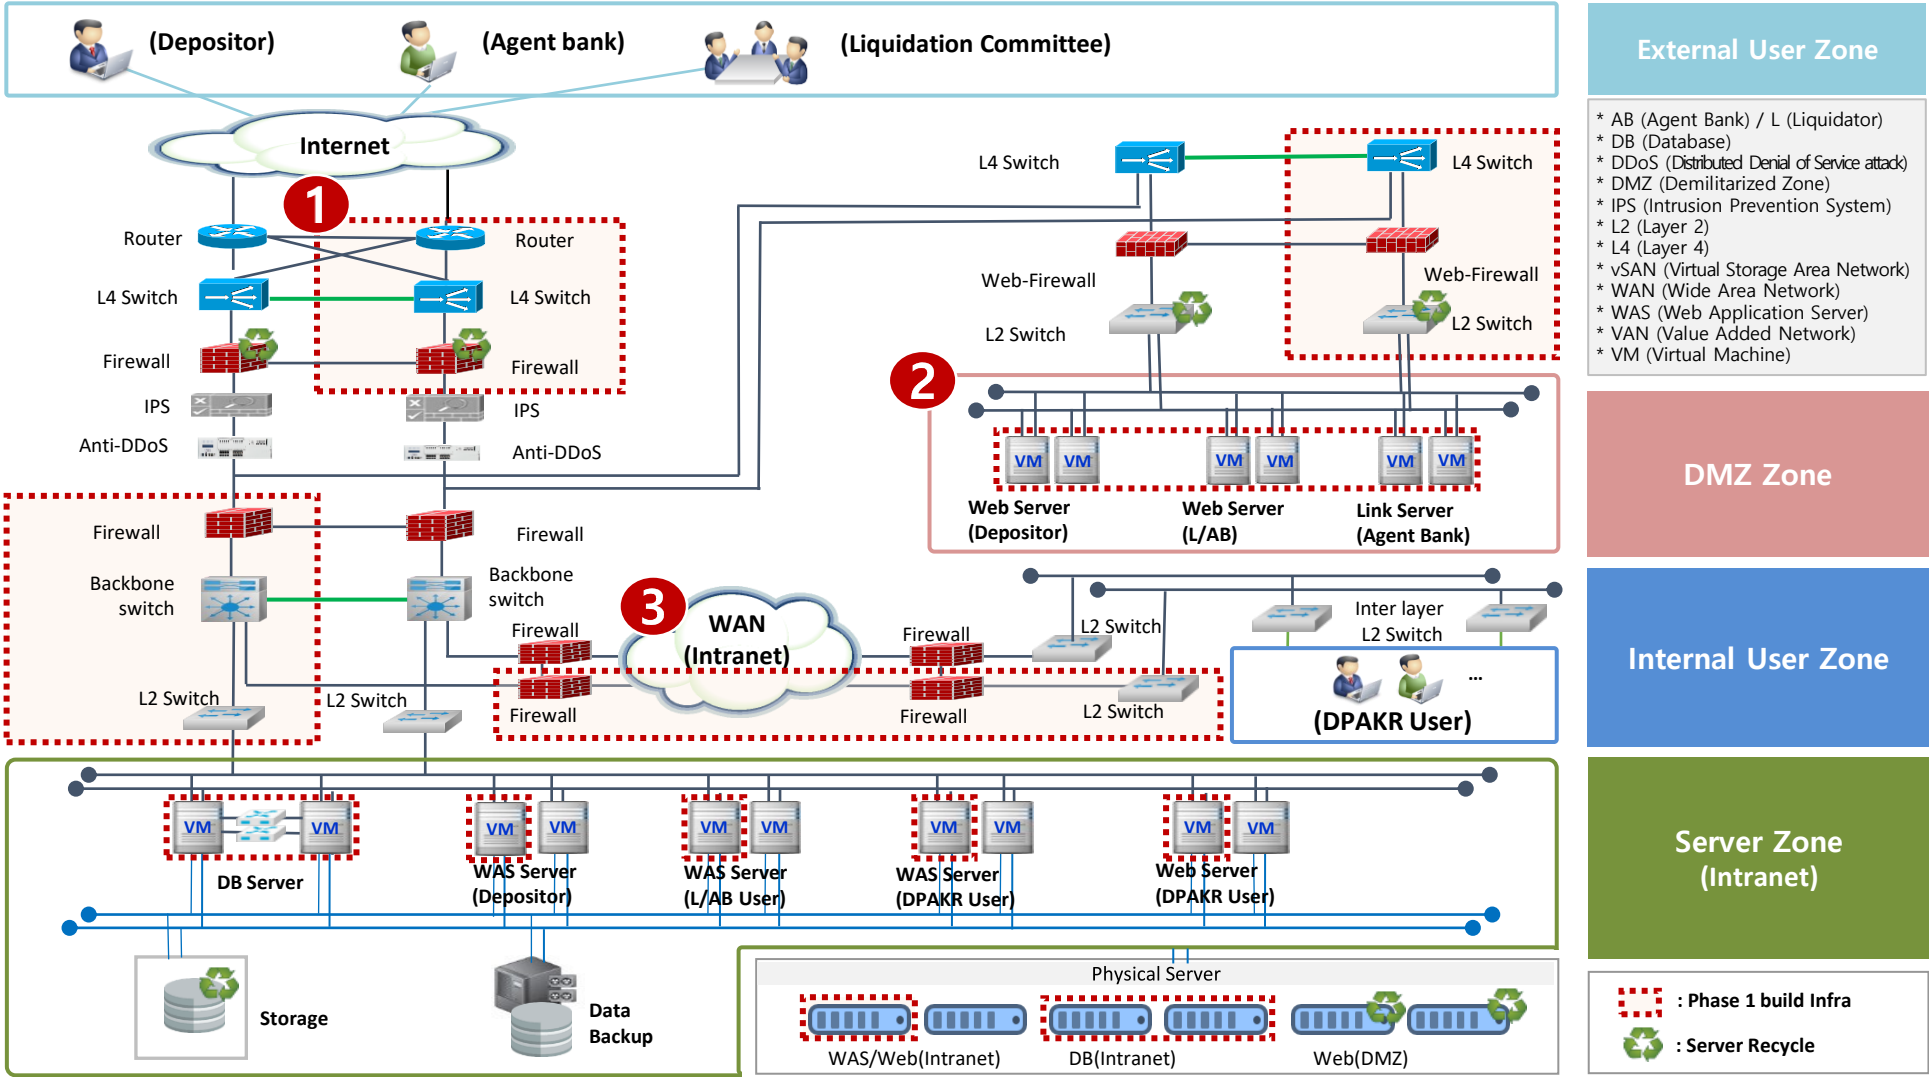 (Depositor)
(Agent bank)
(Liquidation Committee)
External User Zone
* AB (Agent Bank) / L (Liquidator)
* DB (Database)
* DDoS (Distributed Denial of Service attack)
* DMZ (Demilitarized Zone)
* IPS (Intrusion Prevention System)
* L2 (Layer 2)
* L4 (Layer 4)
* vSAN (Virtual Storage Area Network)
* WAN (Wide Area Network)
* WAS (Web Application Server)
* VAN (Value Added Network)
* VM (Virtual Machine)
Internet
1
Router
Router
L4 Switch
L4 Switch
Firewall
Firewall
IPS
IPS
Anti-DDoS
Anti-DDoS
L4 Switch
L4 Switch
Web-Firewall
Web-Firewall
L2 Switch
L2 Switch
2
VM
VM
VM
VM
VM
VM
Web Server
(Depositor)
Web Server
(L/AB)
Link Server
(Agent Bank)
DMZ Zone
Firewall
Firewall
Backbone
switch
Backbone
switch
L2 Switch
L2 Switch
3
WAN
(Intranet)
Firewall
Firewall
Firewall
Firewall
L2 Switch
L2 Switch
Inter layer
L2 Switch
...
(DPAKR User)
Internal User Zone
VM
VM
VM
VM
VM
VM
VM
VM
VM
VM
DB Server
WAS Server
(Depositor)
WAS Server
(L/AB User)
WAS Server
(DPAKR User)
Web Server
(DPAKR User)
Server Zone
(Intranet)
Storage
Data
Backup
Physical Server
WAS/Web(Intranet)
DB(Intranet)
Web(DMZ)
: Phase 1 build Infra
: Server Recycle